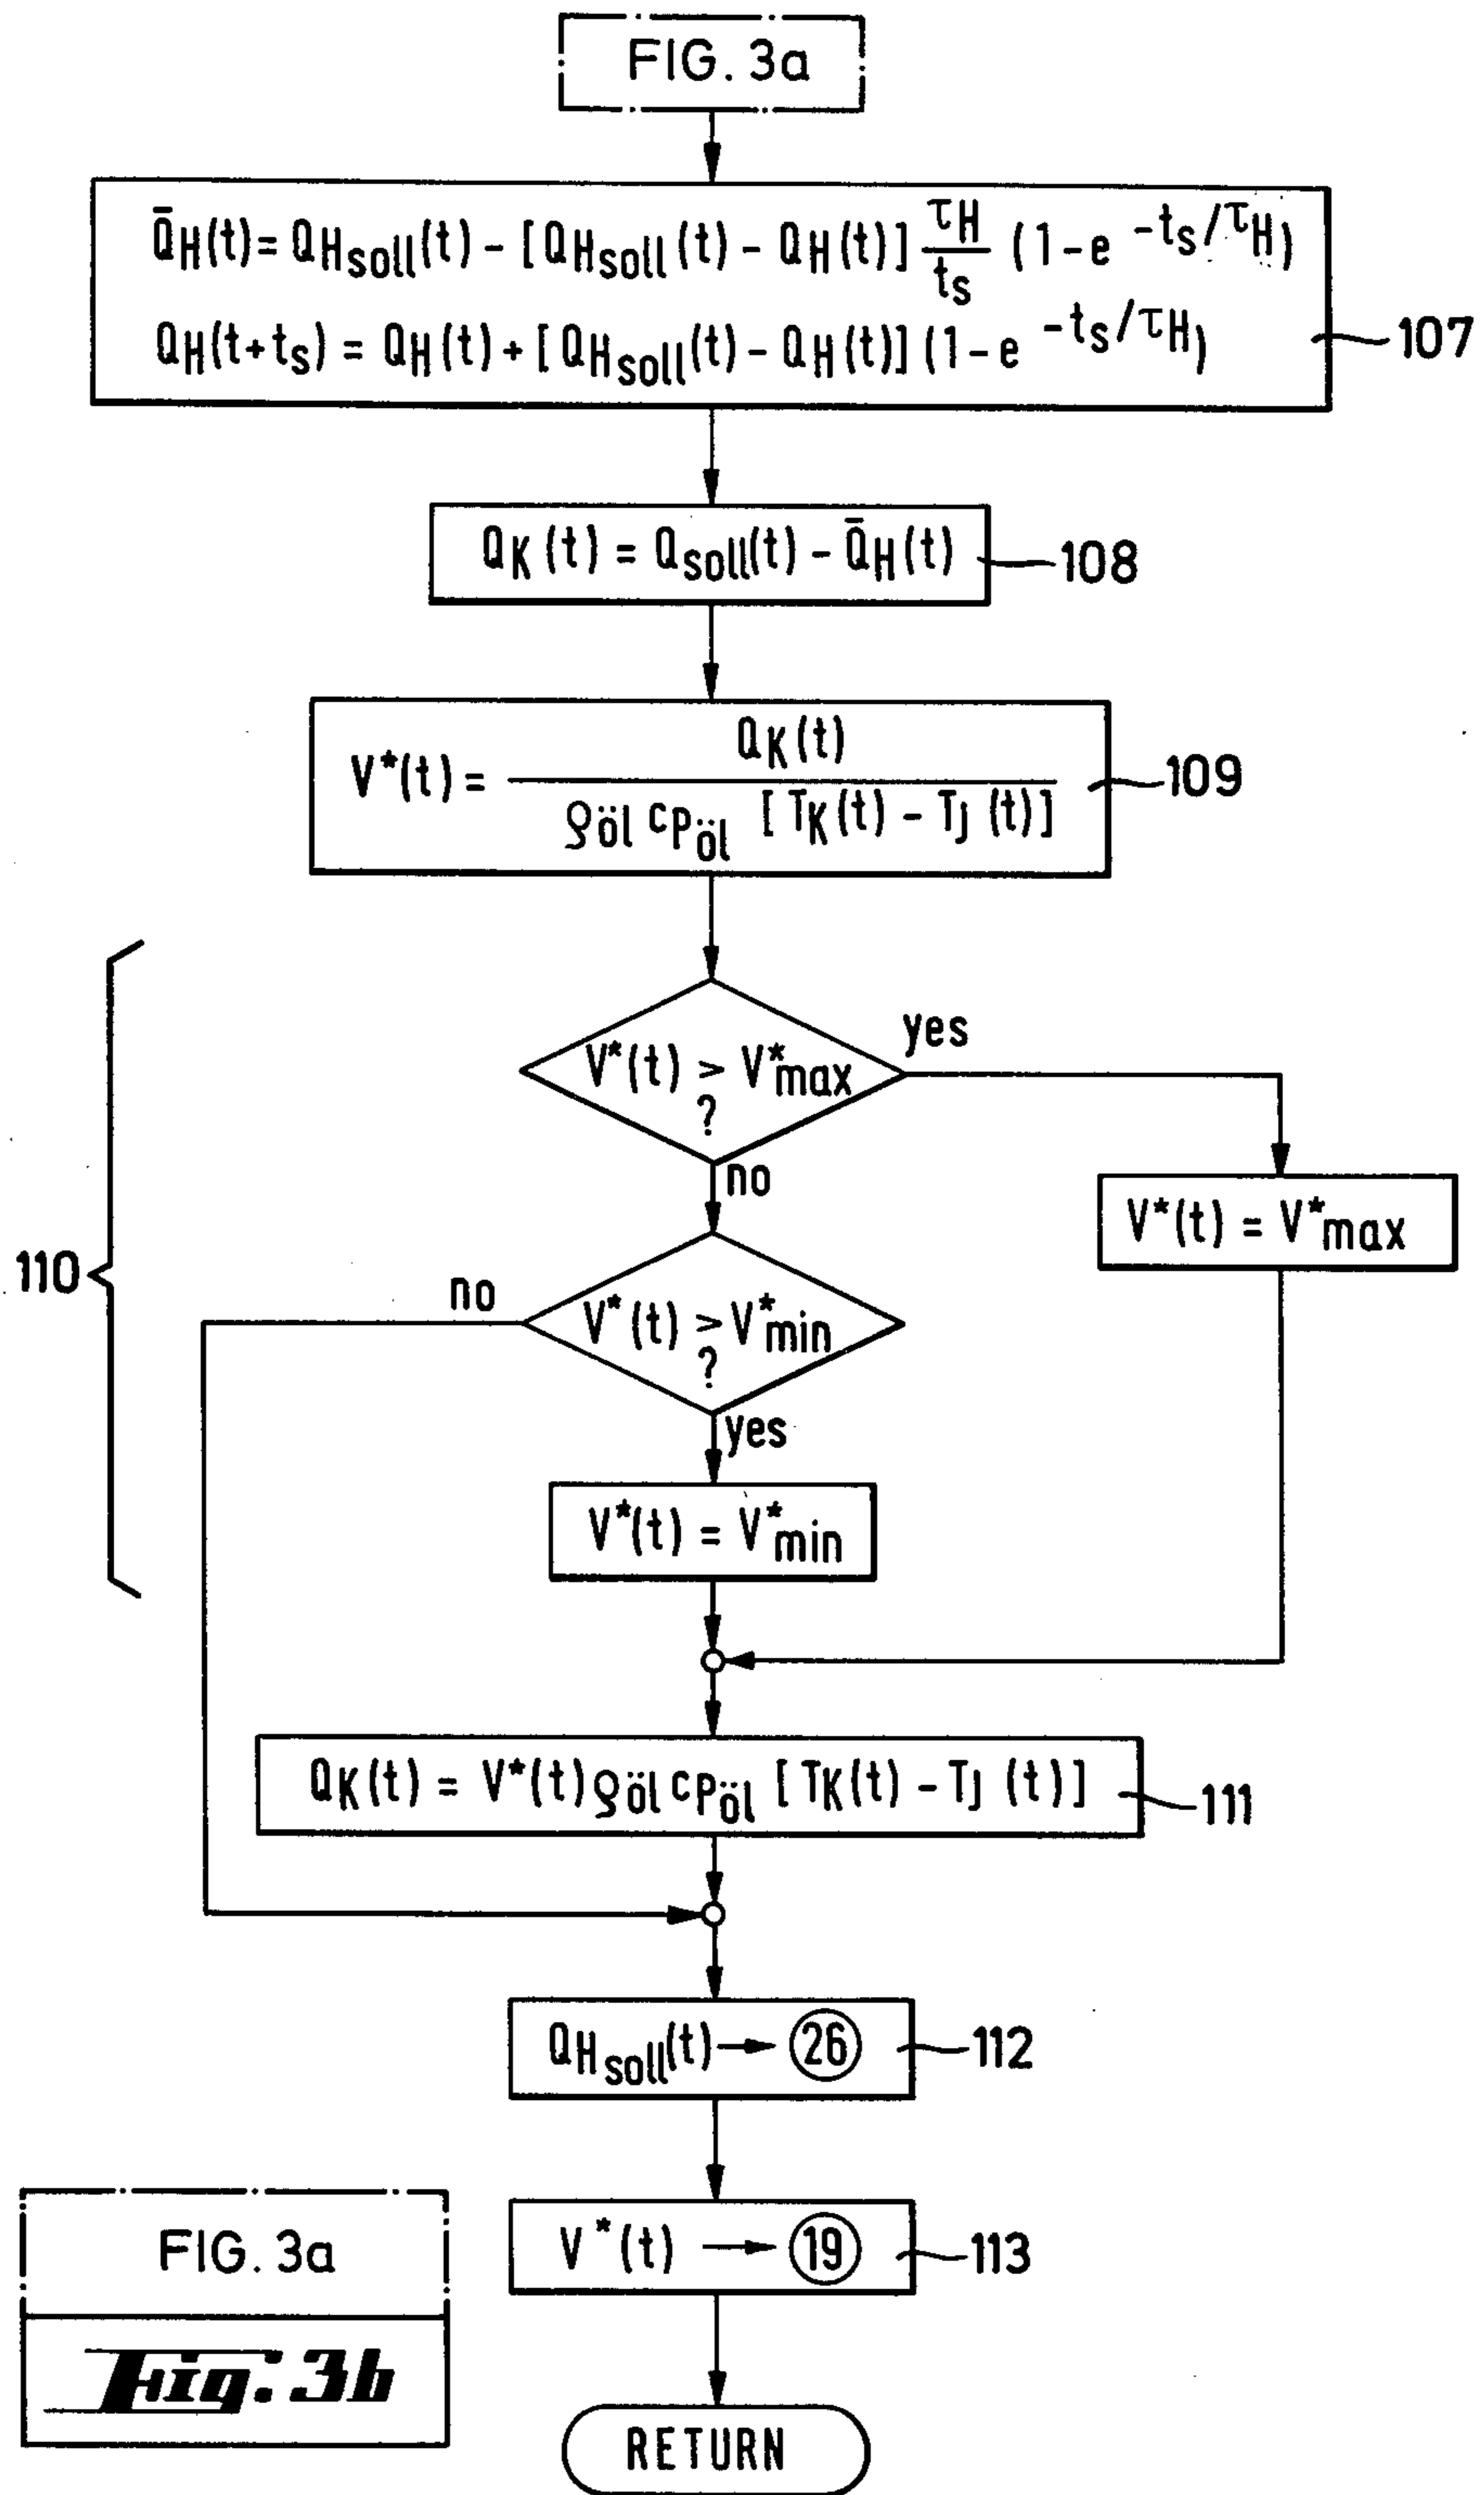 FIG. 3a
Q̄H(t) = QHsoll(t) − [QHsoll(t) − QH(t)] τH/ts (1 − e −ts/τH)
QH(t+ts) = QH(t) + [QHsoll(t) − QH(t)] (1 − e −ts/τH)
107
QK(t) = Qsoll(t) − Q̄H(t)
108
V*(t) = QK(t) / ϱöl cpöl [TK(t) − TJ(t)]
109
V*(t) > V*max
?
yes
no
V*(t) = V*max
110
V*(t) > V*min
?
no
yes
V*(t) = V*min
QK(t) = V*(t) ϱöl cpöl [TK(t) − TJ(t)]
111
QHsoll(t) → 26
112
V*(t) → 19
113
FIG. 3a
Fig. 3b
RETURN